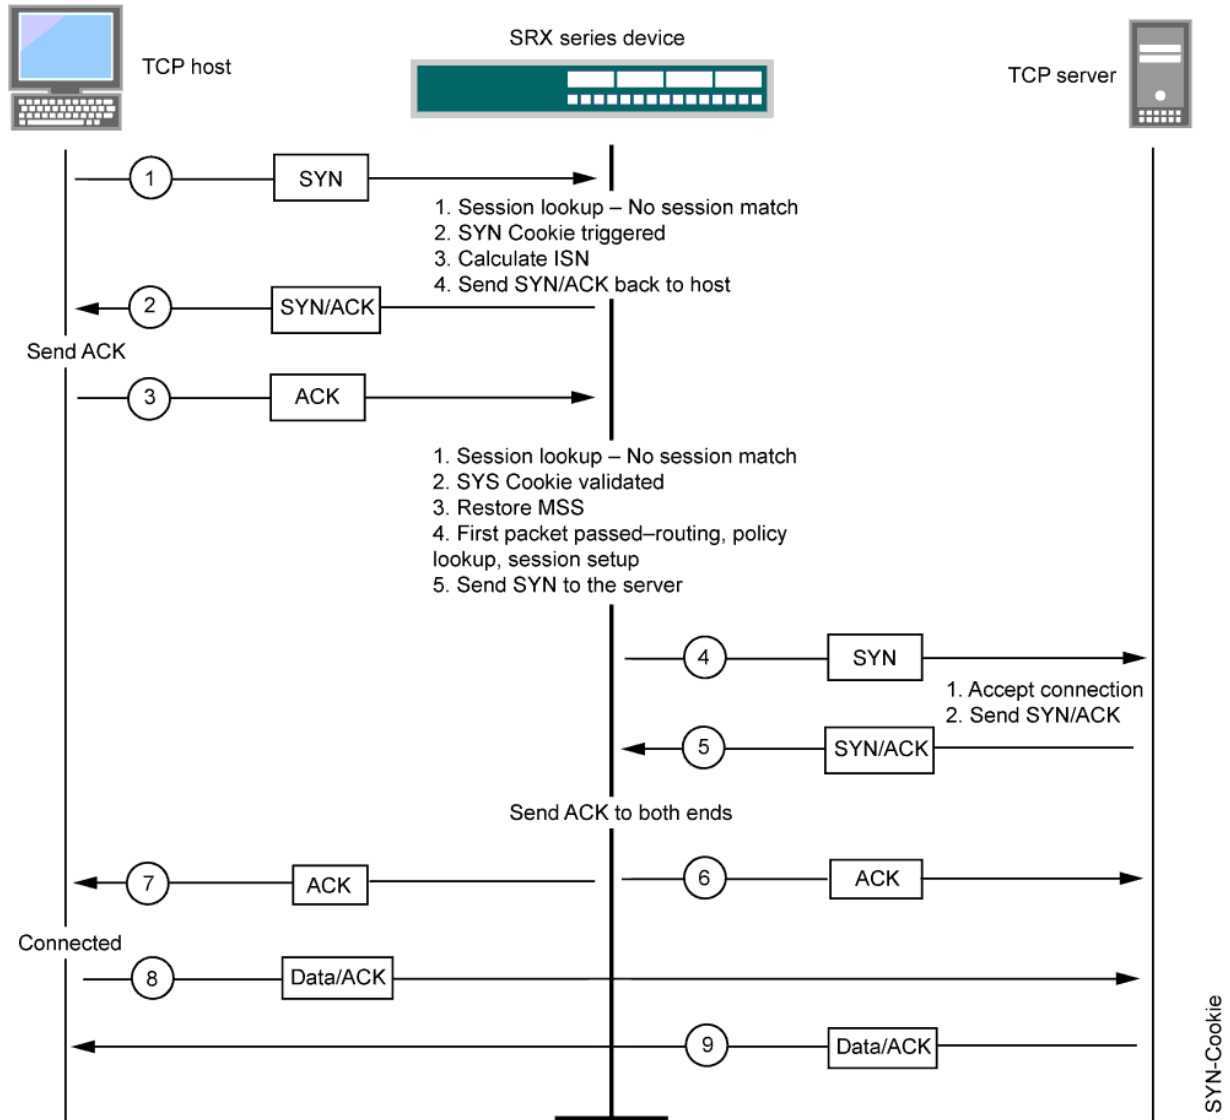 TCP host
SRX series device
TCP server
1
SYN
1. Session lookup – No session match
2. SYN Cookie triggered
3. Calculate ISN
4. Send SYN/ACK back to host
2
SYN/ACK
Send ACK
3
ACK
1. Session lookup – No session match
2. SYS Cookie validated
3. Restore MSS
4. First packet passed–routing, policy
lookup, session setup
5. Send SYN to the server
4
SYN
1. Accept connection
2. Send SYN/ACK
5
SYN/ACK
Send ACK to both ends
7
ACK
6
ACK
Connected
8
Data/ACK
9
Data/ACK
SYN-Cookie